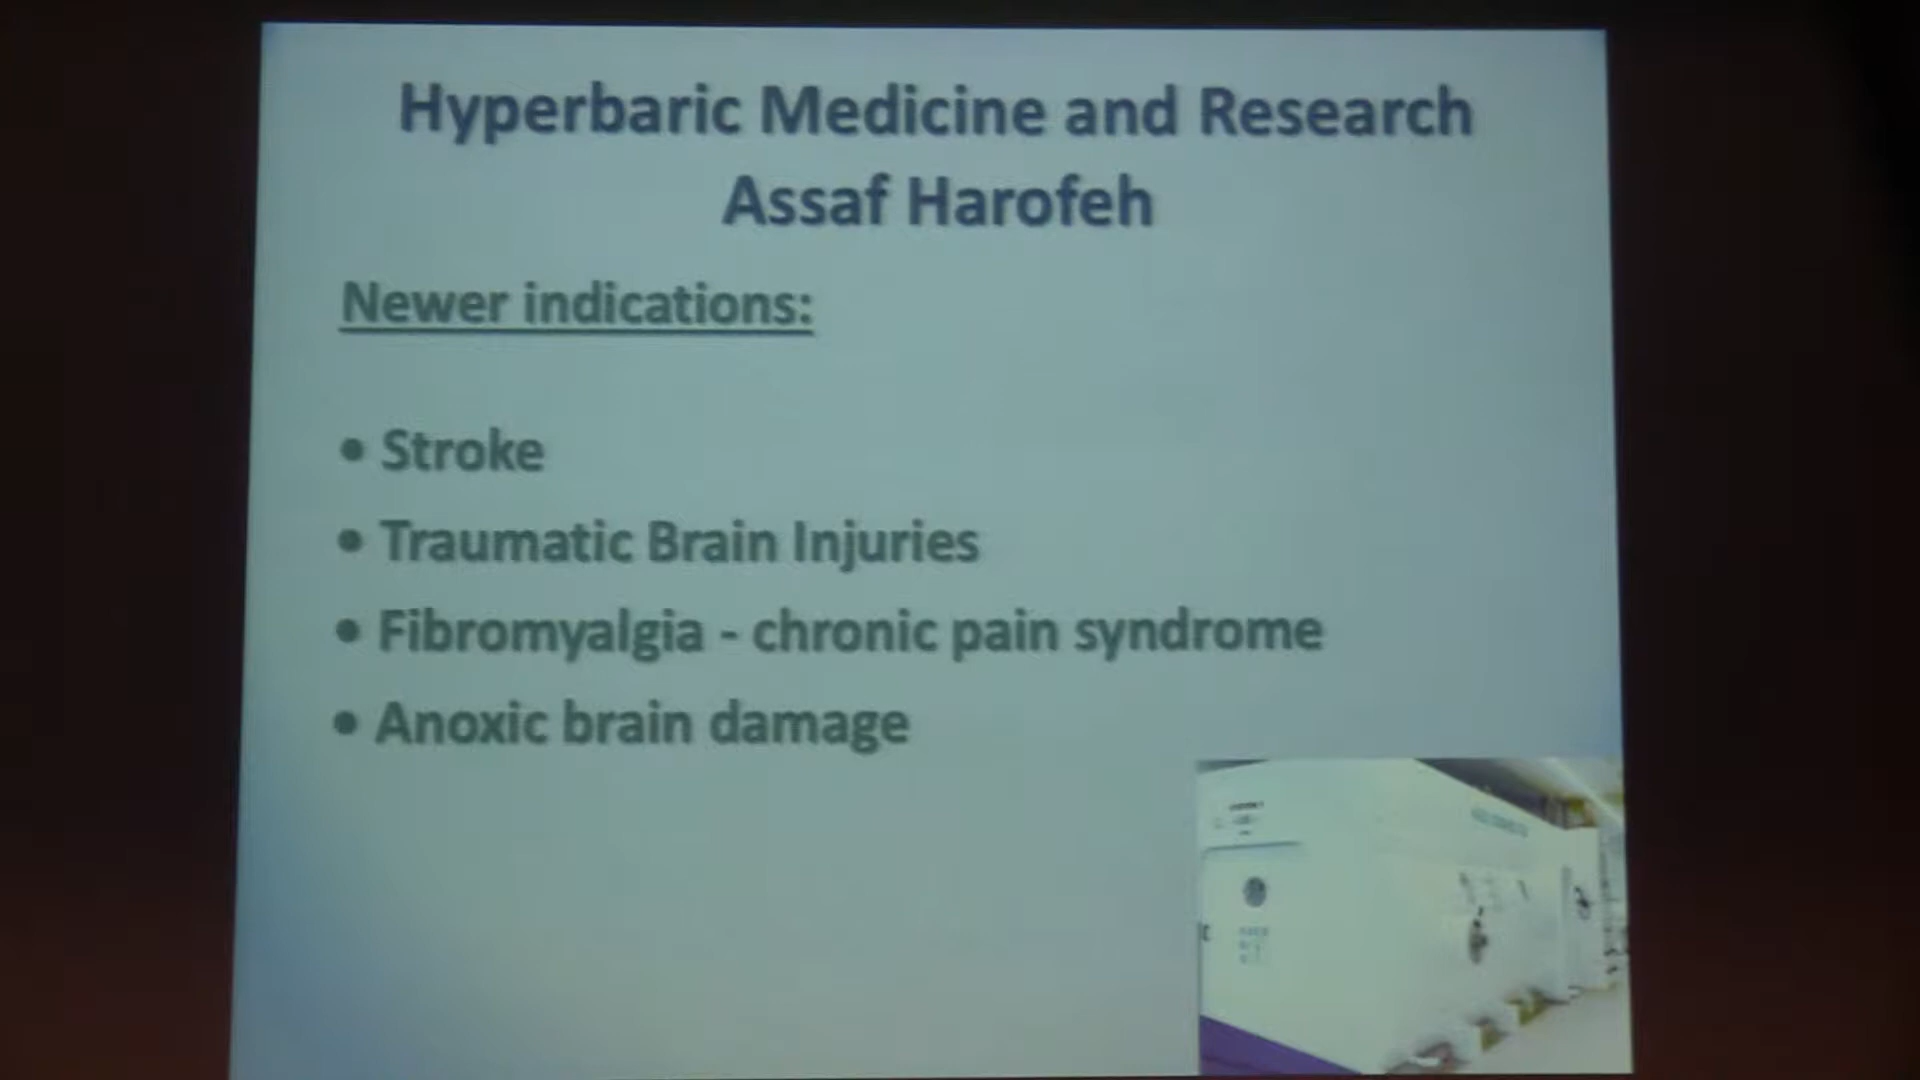 Hyperbaric Medicine and Research
Assaf Harofeh
Newer indications:
• Stroke
• Traumatic Brain Injuries
• Fibromyalgia - chronic pain syndrome
• Anoxic brain damage